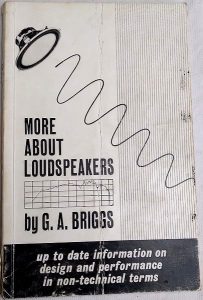 MORE
ABOUT
LOUDSPEAKERS
by G. A. BRIGGS
up to date information on
design and performance
in non-technical terms